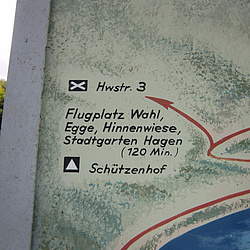 Hwstr. 3
Flugplatz Wahl,
Egge, Hinnenwiese,
Stadtgarten Hagen
(120 Min.)
Schützenhof